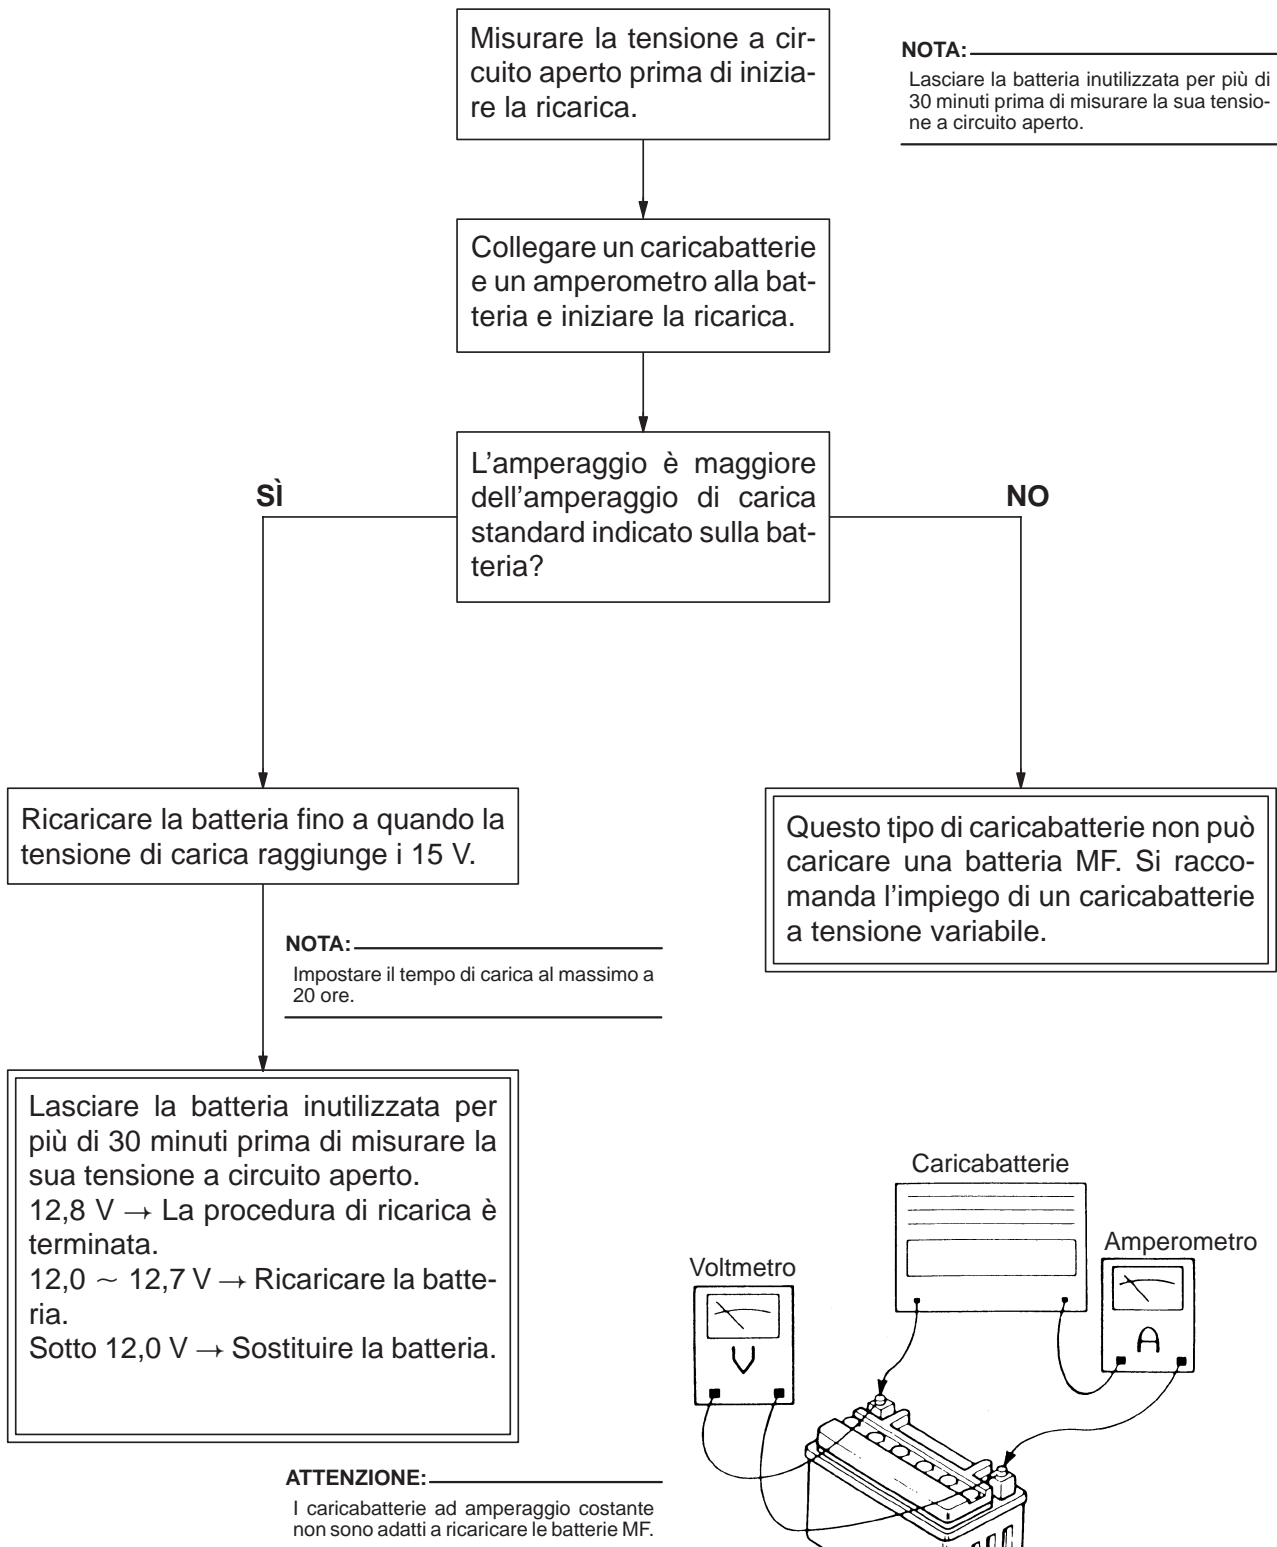 Misurare la tensione a cir-
cuito aperto prima di inizia-
re la ricarica.
NOTA:
Lasciare la batteria inutilizzata per più di
30 minuti prima di misurare la sua tensio-
ne a circuito aperto.
Collegare un caricabatterie
e un amperometro alla bat-
teria e iniziare la ricarica.
L'amperaggio è maggiore
dell'amperaggio di carica
standard indicato sulla bat-
teria?
SÌ
NO
Ricaricare la batteria fino a quando la
tensione di carica raggiunge i 15 V.
Questo tipo di caricabatterie non può
caricare una batteria MF. Si racco-
manda l'impiego di un caricabatterie
a tensione variabile.
NOTA:
Impostare il tempo di carica al massimo a
20 ore.
Lasciare la batteria inutilizzata per
più di 30 minuti prima di misurare la
sua tensione a circuito aperto.
12,8 V → La procedura di ricarica è
terminata.
12,0 ~ 12,7 V → Ricaricare la batte-
ria.
Sotto 12,0 V → Sostituire la batteria.
Caricabatterie
Amperometro
Voltmetro
V
A
ATTENZIONE:
I caricabatterie ad amperaggio costante
non sono adatti a ricaricare le batterie MF.